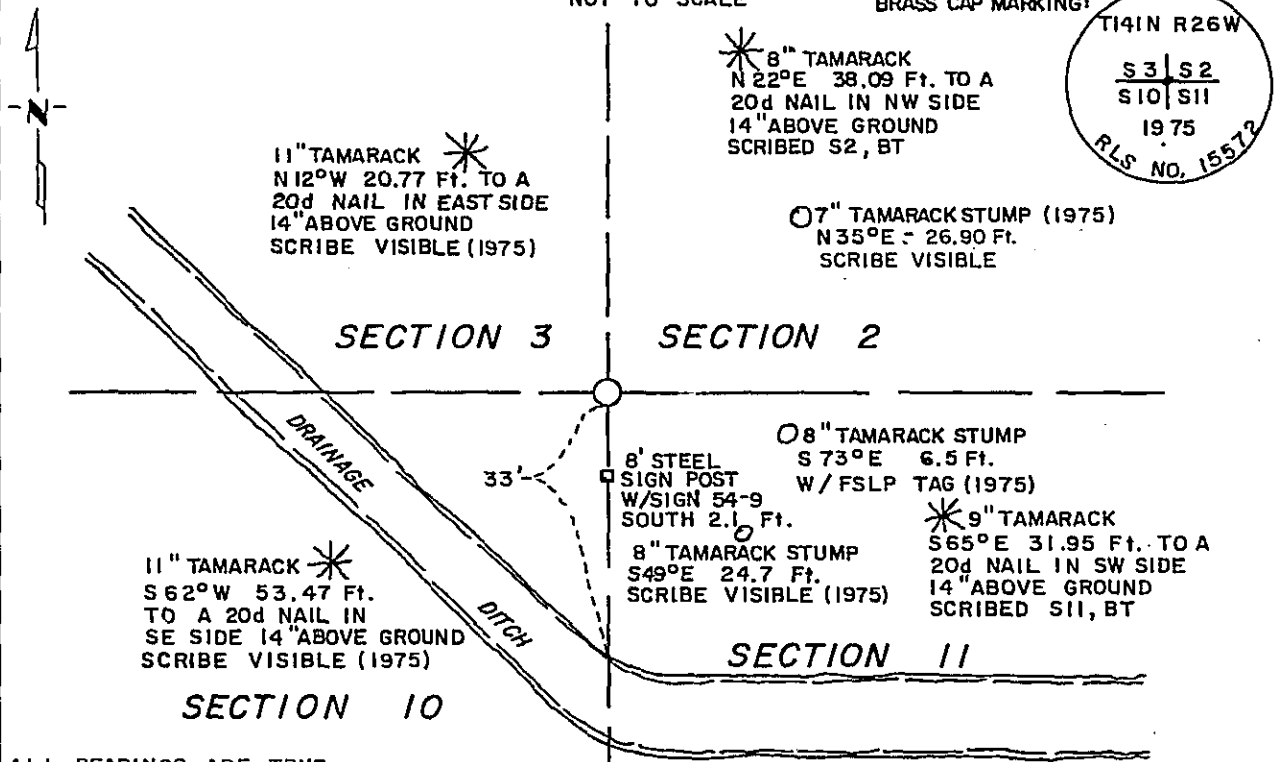 NOT TO SCALE
BRASS CAP MARKING:
T141N R26W
S3 S2
S10 S11
1975
RLS NO. 15572
-N-
8" TAMARACK
N 22°E 38.09 Ft. TO A
20d NAIL IN NW SIDE
14" ABOVE GROUND
SCRIBED S2, BT
11" TAMARACK
N 12°W 20.77 Ft. TO A
20d NAIL IN EAST SIDE
14" ABOVE GROUND
SCRIBE VISIBLE (1975)
7" TAMARACK STUMP (1975)
N 35°E - 26.90 Ft.
SCRIBE VISIBLE
SECTION 3
SECTION 2
DRAINAGE
DITCH
33'
8' STEEL
SIGN POST
W/SIGN 54-9
SOUTH 2.1 Ft.
8" TAMARACK STUMP
S 73°E 6.5 Ft.
W/FSLP TAG (1975)
8" TAMARACK STUMP
S49°E 24.7 Ft.
SCRIBE VISIBLE (1975)
9" TAMARACK
S65°E 31.95 Ft. TO A
20d NAIL IN SW SIDE
14" ABOVE GROUND
SCRIBED S11, BT
11" TAMARACK
S 62°W 53.47 Ft.
TO A 20d NAIL IN
SE SIDE 14" ABOVE GROUND
SCRIBE VISIBLE (1975)
SECTION 11
SECTION 10
ALL BEARINGS ARE TRUE